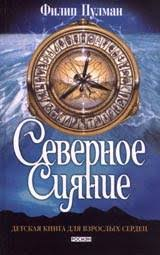 Филип Пулман
Северное
Сияние
ДЕТСКАЯ КНИГА ДЛЯ ВЗРОСЛЫХ СЕРДЕЦ
РОСМЭН